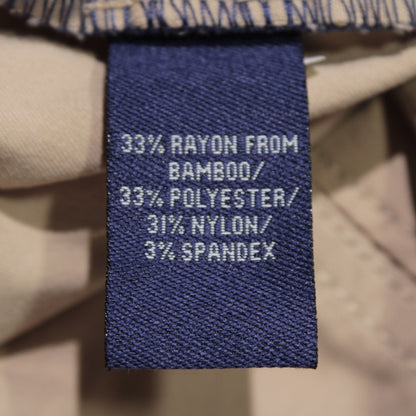 33% RAYON FROM
BAMBOO/
33% POLYESTER/
31% NYLON/
3% SPANDEX